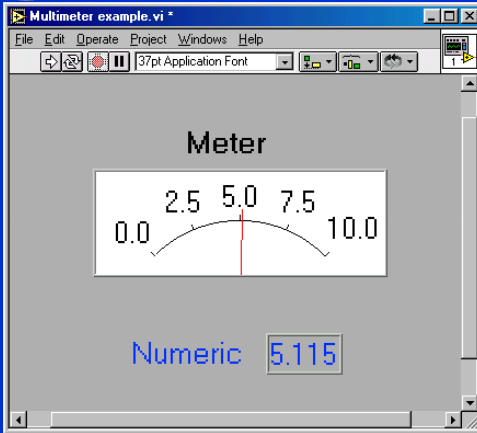 Multimeter example.vi *
File Edit Operate Project Windows Help
37pt Application Font
1
Meter
0.0 2.5 5.0 7.5 10.0
Numeric 5.115